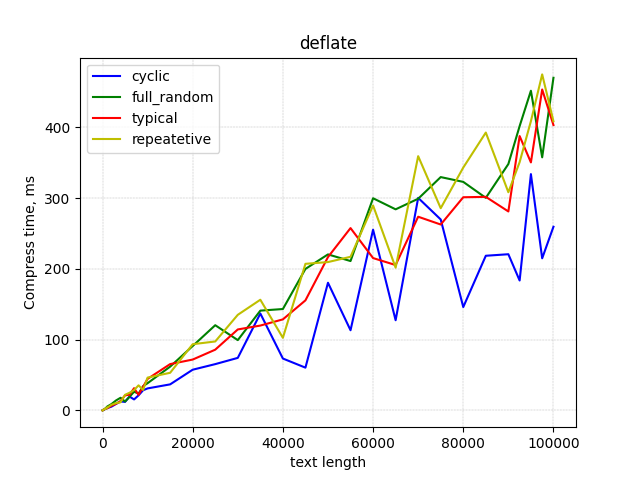 deflate
cyclic
full_random
typical
repeatetive
Compress time, ms
400
300
200
100
0
0 20000 40000 60000 80000 100000
text length